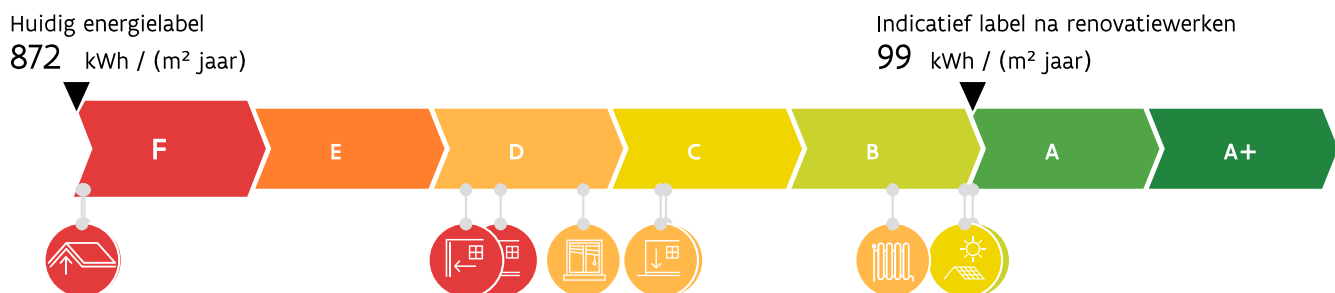 Huidig energielabel
872 kWh / (m² jaar)
Indicatief label na renovatiewerken
99 kWh / (m² jaar)
F E D C B A A+